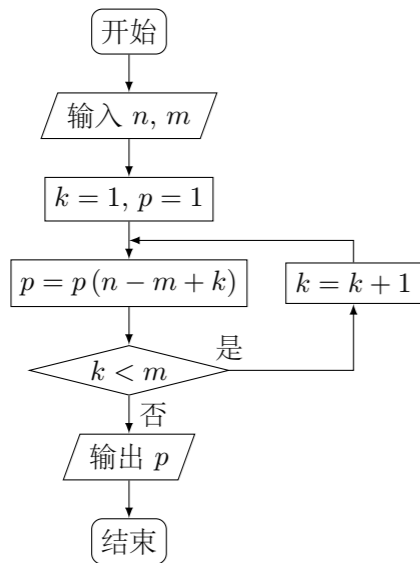 开始
输入 n, m
k = 1, p = 1
p = p (n − m + k)
k = k + 1
k < m
是
否
输出 p
结束